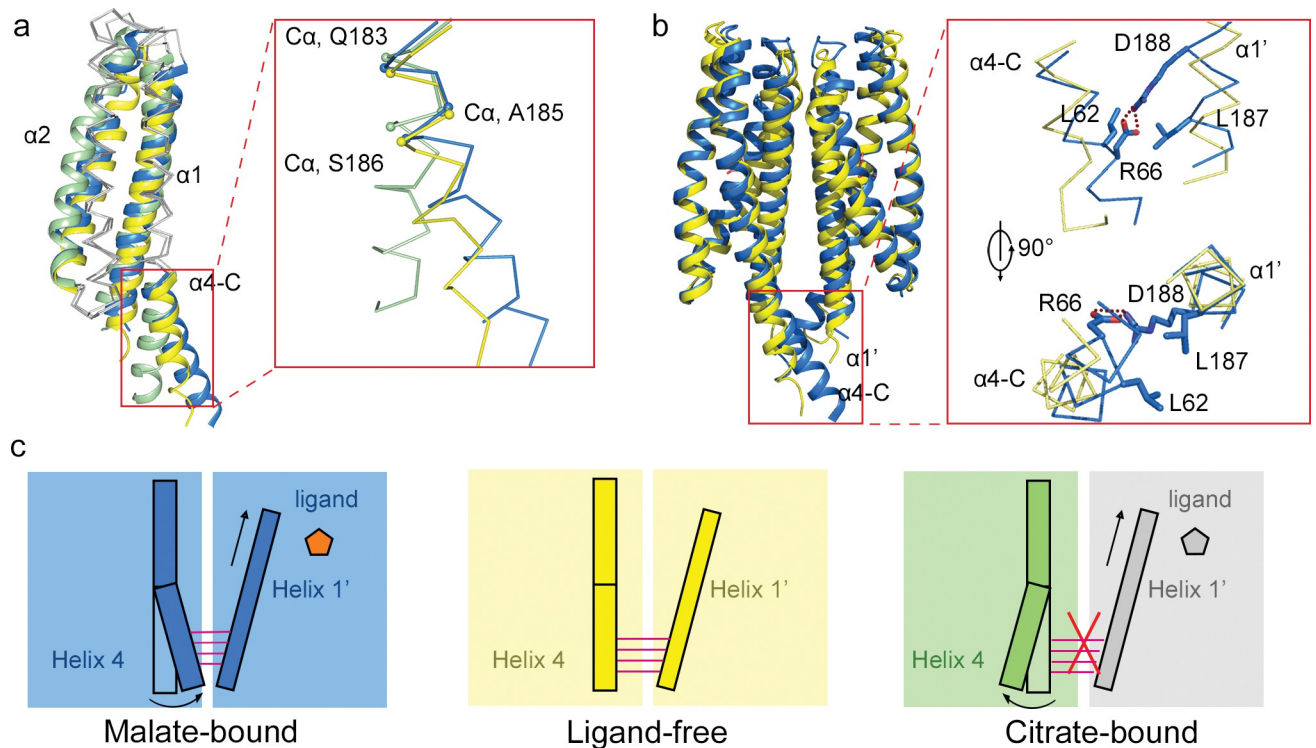 a
α2
α1
α4-C
Cα, Q183
Cα, A185
Cα, S186
b
α1’
α4-C
α4-C
D188
α1’
L62
L187
R66
90°
R66
D188
α1’
L187
α4-C
L62
c
ligand
Helix 1’
Helix 4
Malate-bound
Helix 1’
Helix 4
Ligand-free
ligand
Helix 1’
Helix 4
Citrate-bound